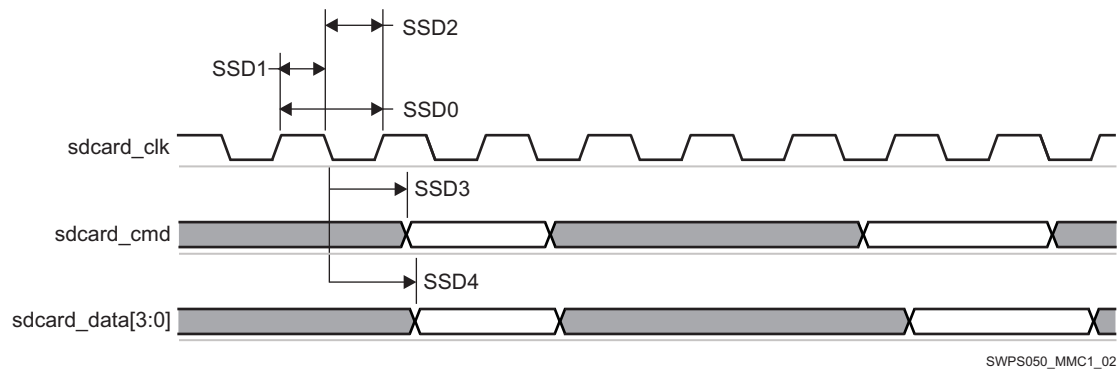 SSD2
SSD1
SSD0
sdcard_clk
SSD3
sdcard_cmd
SSD4
sdcard_data[3:0]
SWPS050_MMC1_02